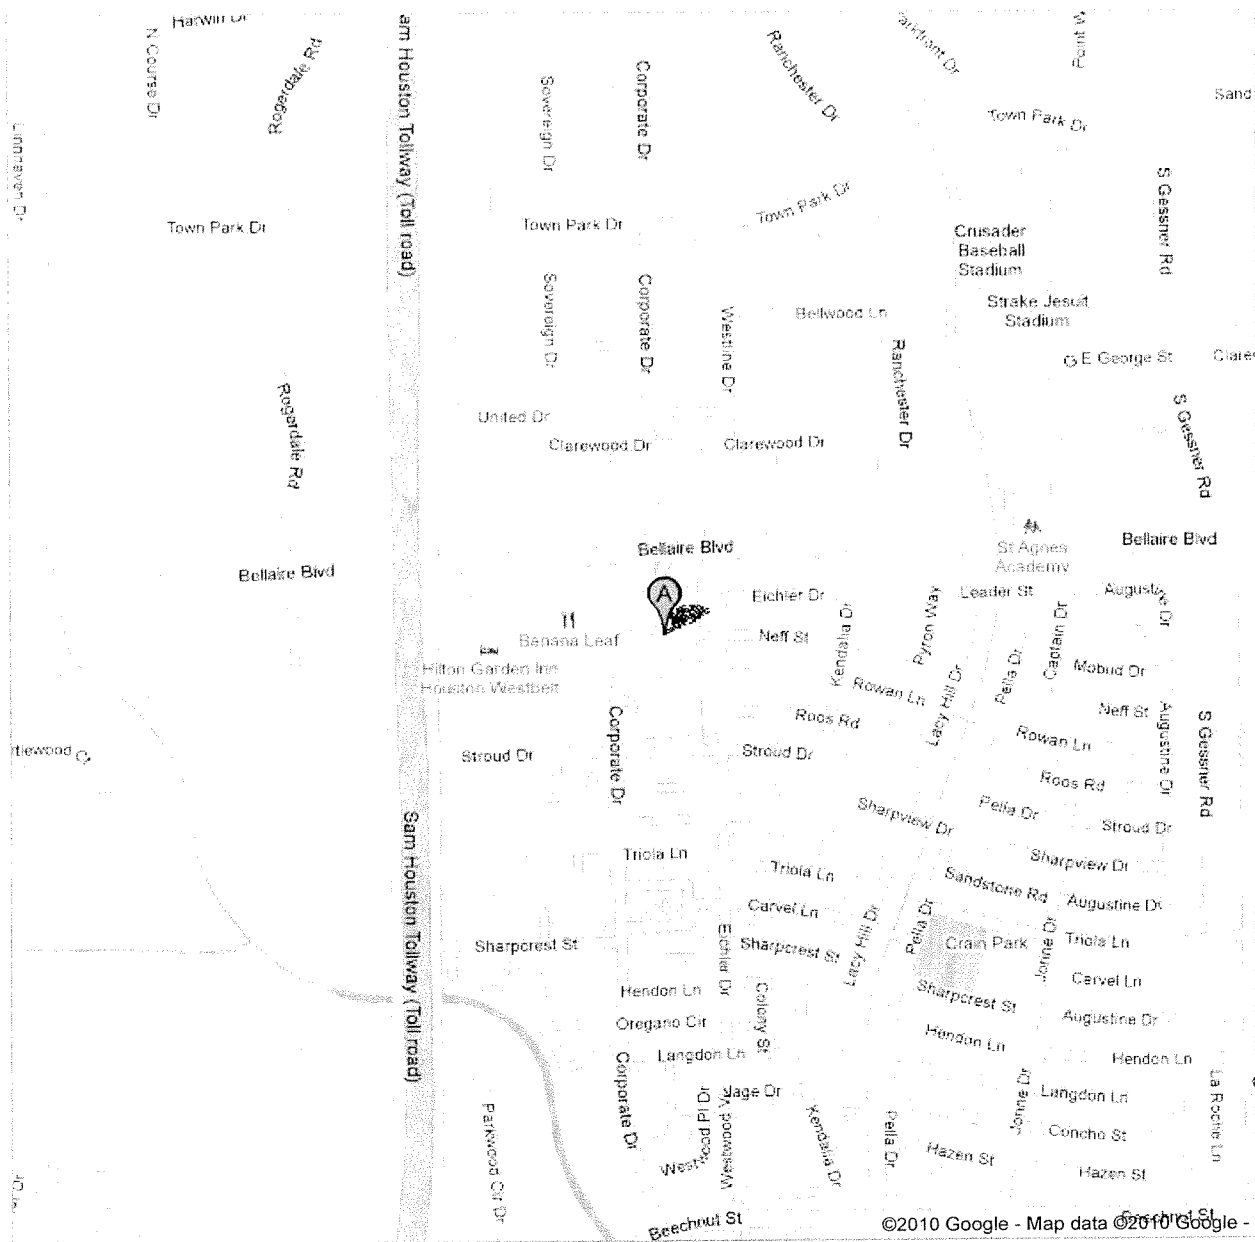 Harwin Dr
N Course Dr
Rogerdale Rd
am Houston Tollway (Toll road)
Sovereign Dr
Corporate Dr
Ranchester Dr
Town Park Dr
Sand
S Gessner Rd
Town Park Dr
Town Park Dr
Town Park Dr
Crusader
Baseball
Stadium
Sovereign Dr
Corporate Dr
Westline Dr
Bellwood Ln
Strake Jesuit
Stadium
Ranchester Dr
E George St
Rogerdale Rd
United Dr
Clarewood Dr
Clarewood Dr
S Gessner Rd
Bellaire Blvd
Bellaire Blvd
Bellaire Blvd
St Agnes
Academy
A
Eichler Dr
Leader St
Augustine Dr
Banana Leaf
Neff St
Kendalia Dr
Pyron Way
Captain Dr
Hilton Garden Inn
Houston Westbelt
Rowan Ln
Lacy Hill Dr
Pella Dr
Mobud Dr
Neff St
Roos Rd
Rowan Ln
Augustine Dr
S Gessner Rd
Corporate Dr
Stroud Dr
Stroud Dr
Roos Rd
Sam Houston Tollway (Toll road)
Sharpview Dr
Pella Dr
Stroud Dr
Triola Ln
Triola Ln
Sharpview Dr
Sandstone Rd
Augustine Dr
Carvel Ln
Lacy Hill Dr
Pella Dr
Sharpcrest St
Eichler Dr
Sharpcrest St
Crain Park
Jorine Dr
Triola Ln
Carvel Ln
Hendon Ln
Colony St
Sharpcrest St
Oregano Cir
Augustine Dr
Hendon Ln
Langdon Ln
Hendon Ln
Corporate Dr
Kendalia Dr
Pella Dr
Jorine Dr
Langdon Ln
La Roche Ln
Parkwood Cir Dr
Concho St
Hazen St
Hazen St
Beechnut St
Beechnut St
©2010 Google - Map data ©2010 Google -